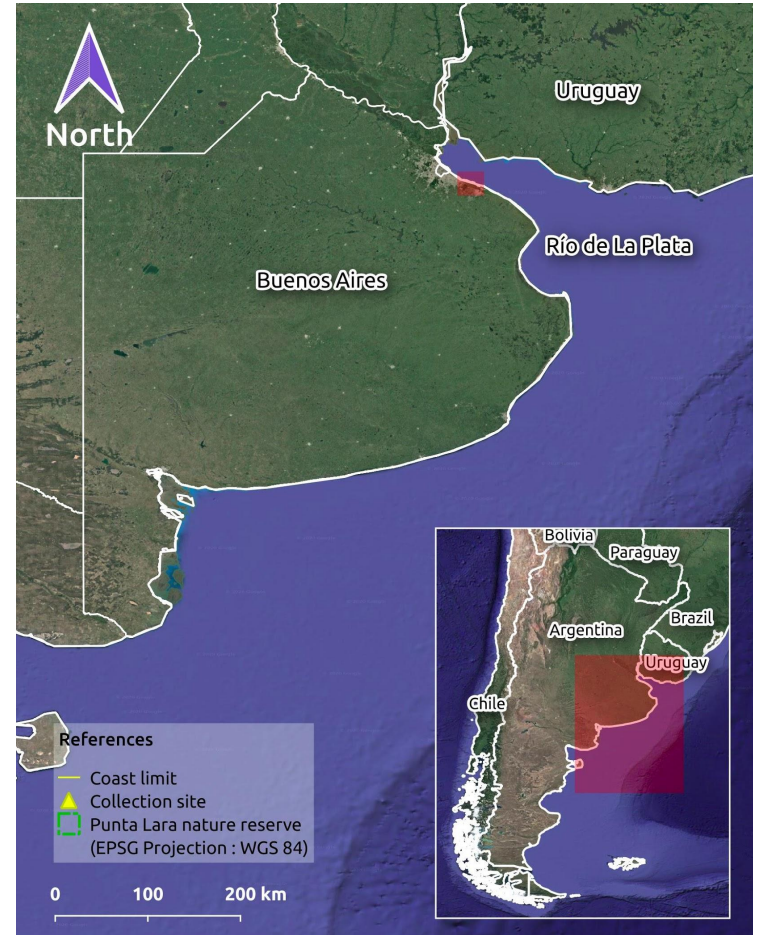 Uruguay
North
Río de La Plata
Buenos Aires
Bolivia
Paraguay
Brazil
Argentina
Uruguay
Chile
References
Coast limit
Collection site
Punta Lara nature reserve
(EPSG Projection : WGS 84)
0 100 200 km